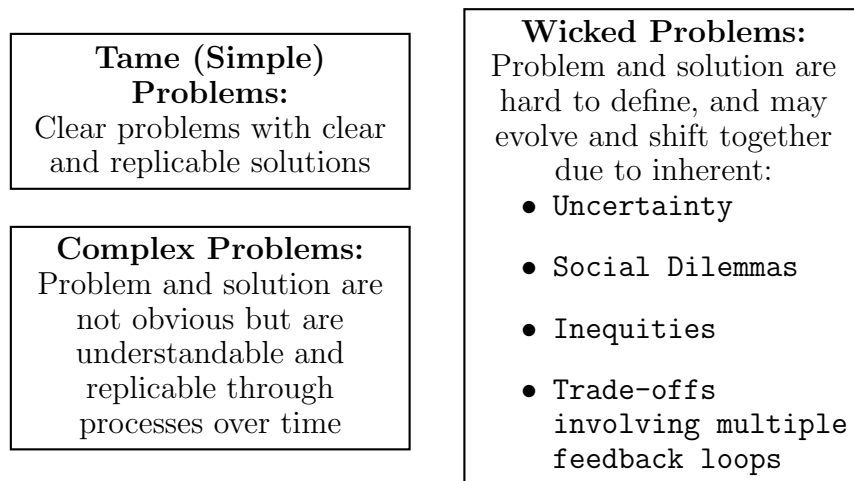 Tame (Simple)
Problems:
Clear problems with clear
and replicable solutions
Complex Problems:
Problem and solution are
not obvious but are
understandable and
replicable through
processes over time
Wicked Problems:
Problem and solution are
hard to define, and may
evolve and shift together
due to inherent:
• Uncertainty
• Social Dilemmas
• Inequities
• Trade-offs
involving multiple
feedback loops